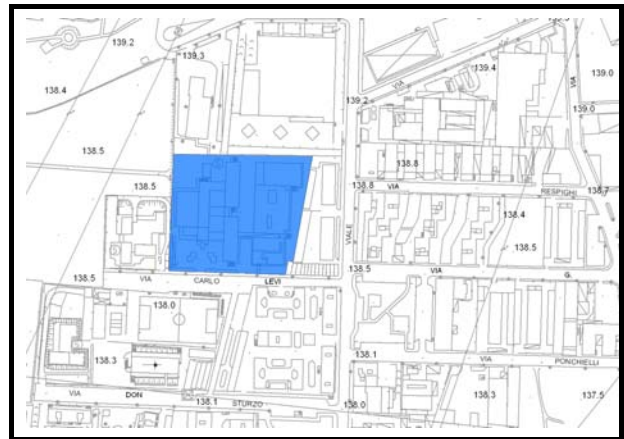 139.2
139.3
139.4
VIA
139.0
138.4
139.2
139.0
138.5
138.8
138.5
138.8
VIA
RESPIGHI
138.7
138.4
VIALE
138.5
138.5
VIA
CARLO
LEVI
138.5
VIA
G.
138.0
138.3
138.1
VIA
PONCHIELLI
VIA
DON
138.1
STURZO
138.0
138.3
137.5